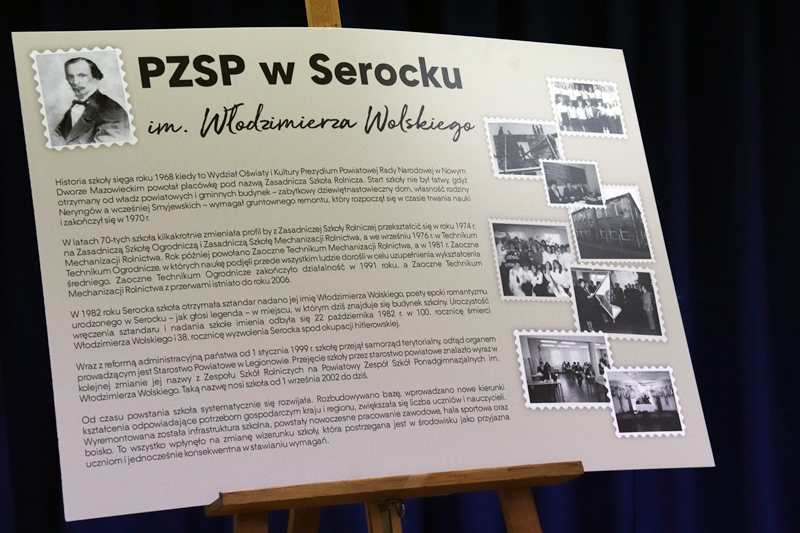 PZSP w Serocku
im. Włodzimierza Wolskiego
Historia szkoły sięga roku 1968 kiedy to Wydział Oświaty i Kultury Prezydium Powiatowej Rady Narodowej w Nowym
Dworze Mazowieckim powołał placówkę pod nazwą Zasadnicza Szkoła Rolnicza. Start szkoły nie był łatwy, gdyż
otrzymany od władz powiatowych i gminnych budynek – zabytkowy dziewiętnastowieczny dom, własność rodziny
Neryngów a wcześniej Smyjewskich – wymagał gruntownego remontu, który rozpoczął się w czasie trwania nauki
i zakończył się w 1970 r.
W latach 70-tych szkoła kilkakrotnie zmieniała profil by z Zasadniczej Szkoły Rolniczej przekształcić się w roku 1974 r.
na Zasadniczą Szkołę Ogrodniczą i Zasadniczą Szkołę Mechanizacji Rolnictwa, a we wrześniu 1976 r. w Technikum
Mechanizacji Rolnictwa. Rok później powołano Zaoczne Technikum Mechanizacji Rolnictwa, a w 1981 r. Zaoczne
Technikum Ogrodnicze, w których naukę podjęli przede wszystkim ludzie dorośli w celu uzupełnienia wykształcenia
średniego. Zaoczne Technikum Ogrodnicze zakończyło działalność w 1991 roku, a Zaoczne Technikum
Mechanizacji Rolnictwa z przerwami istniało do roku 2006.
W 1982 roku Serocka szkoła otrzymała sztandar nadano jej imię Włodzimierza Wolskiego, poety epoki romantyzmu
urodzonego w Serocku – jak głosi legenda – w miejscu, w którym dziś znajduje się budynek szkolny. Uroczystość
wręczenia sztandaru i nadania szkole imienia odbyła się 22 października 1982 r. w 100. rocznicę śmierci
Włodzimierza Wolskiego i 38. rocznicę wyzwolenia Serocka spod okupacji hitlerowskiej.
Wraz z reformą administracyjną państwa od 1 stycznia 1999 r. szkołę przejął samorząd terytorialny, odtąd organem
prowadzącym jest Starostwo Powiatowe w Legionowie. Przejęcie szkoły przez starostwo powiatowe znalazło wyraz w
kolejnej zmianie jej nazwy z Zespołu Szkół Rolniczych na Powiatowy Zespół Szkół Ponadgimnazjalnych im.
Włodzimierza Wolskiego. Taką nazwę nosi szkoła od 1 września 2002 do dziś.
Od czasu powstania szkoła systematycznie się rozwija. Rozbudowywano bazę, wprowadzano nowe kierunki
kształcenia odpowiadające potrzebom gospodarczym kraju i regionu, zwiększała się liczba uczniów i nauczycieli.
Wyremontowana została infrastruktura szkolna, powstały nowoczesne pracowanie zawodowe, hala sportowa oraz
boisko. To wszystko wpłynęło na zmianę wizerunku szkoły, która postrzegana jest w środowisku jako przyjazna
uczniom i jednocześnie konsekwentna w stawianiu wymagań.